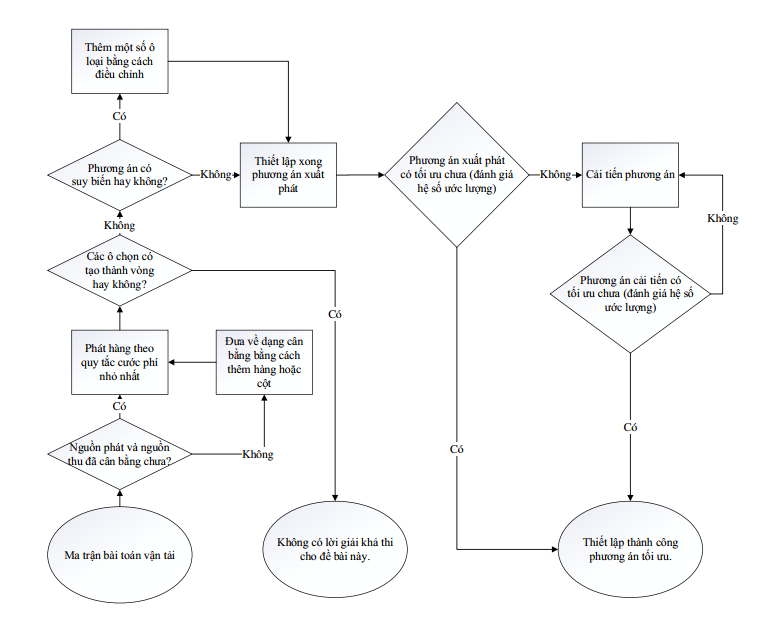 Thêm một số ô
loại bằng cách
điều chỉnh
Có
Phương án có
suy biến hay không?
Không
Thiết lập xong
phương án xuất
phát
Phương án xuất phát
có tối ưu chưa (đánh giá
hệ số ước lượng)
Không
Cải tiến phương án
Không
Không
Các ô chọn có
tạo thành vòng
hay không?
Có
Phương án cải tiến có
tối ưu chưa (đánh giá hệ số
ước lượng)
Phát hàng theo
quy tắc cước phí
nhỏ nhất
Đưa về dạng cân
bằng bằng cách
thêm hàng hoặc
cột
Có
Nguồn phát và nguồn
thu đã cân bằng chưa?
Không
Có
Có
Ma trận bài toán vận tải
Không có lời giải khả thi
cho đề bài này.
Thiết lập thành công
phương án tối ưu.